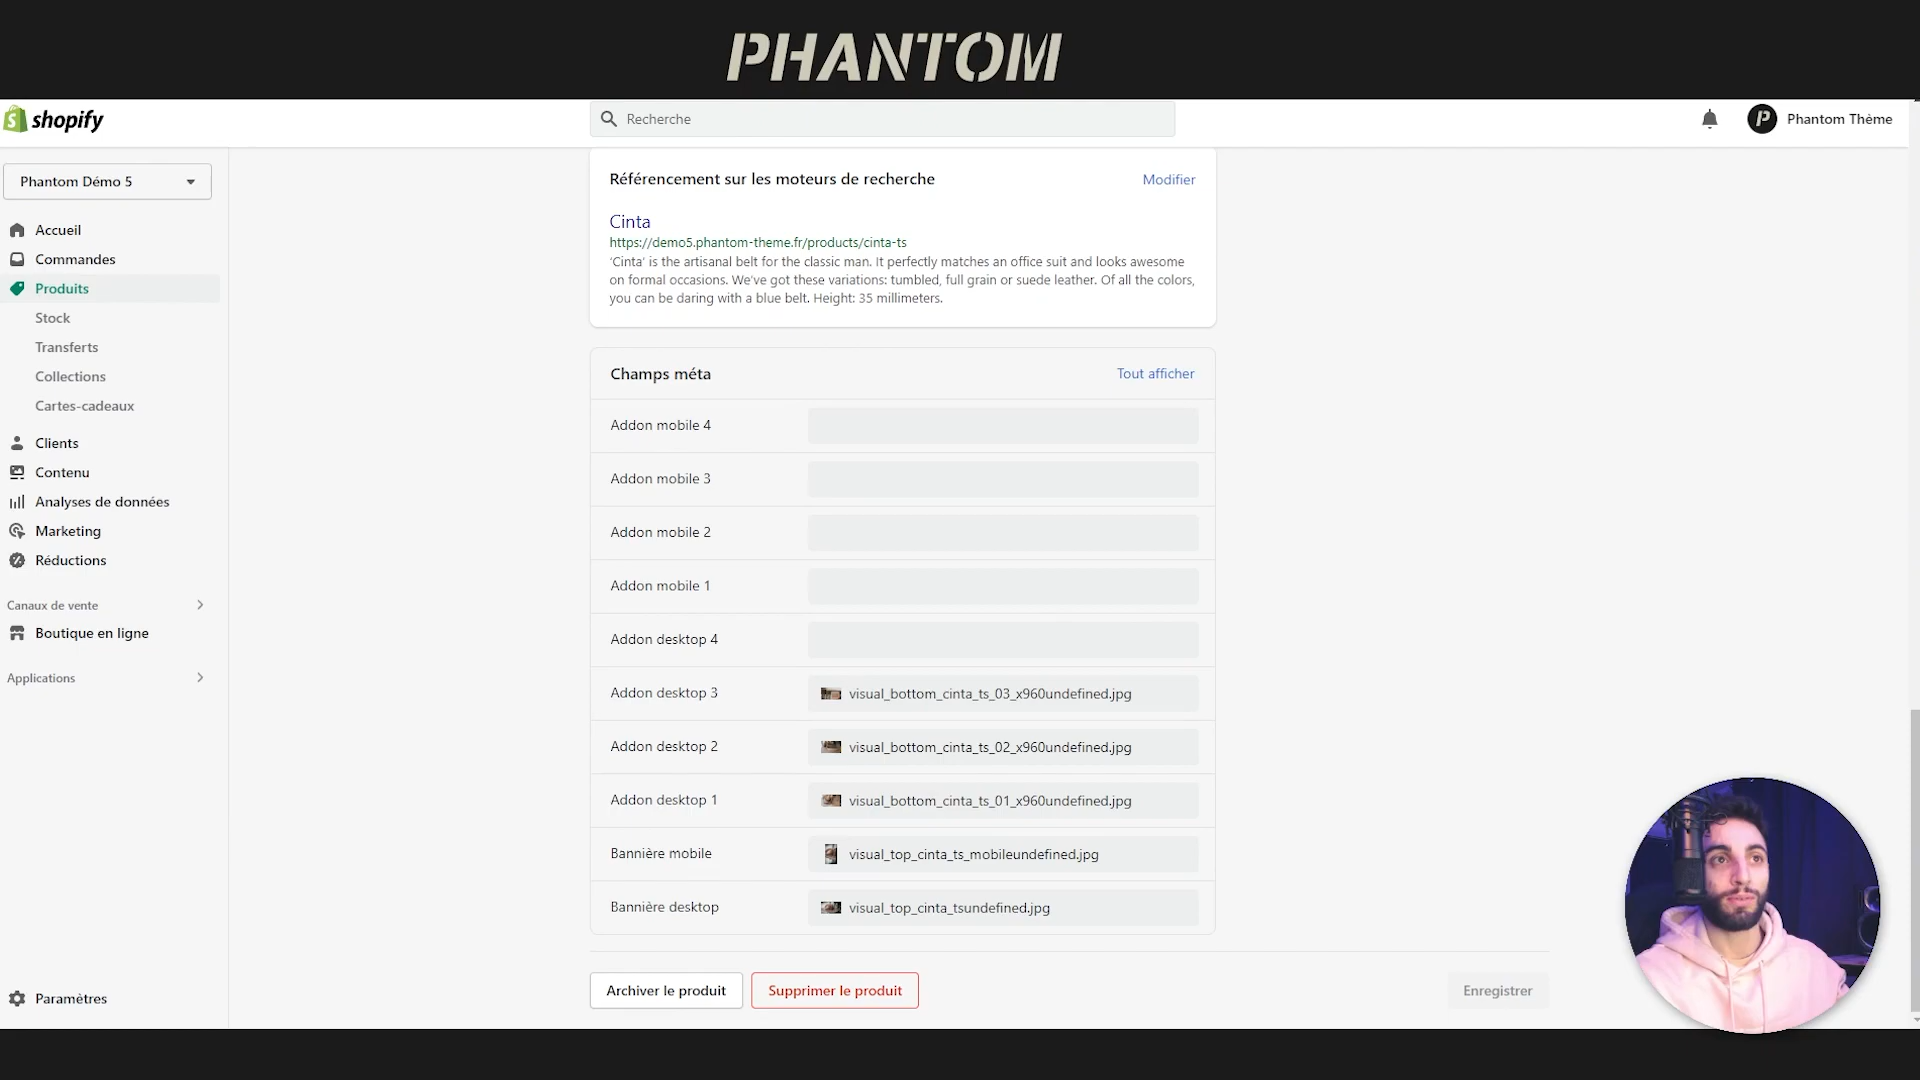 PHANTOM
shopify
Recherche
Phantom Thème
Phantom Démo 5
Accueil
Commandes
Produits
Stock
Transferts
Collections
Cartes-cadeaux
Clients
Contenu
Analyses de données
Marketing
Réductions
Canaux de vente
Boutique en ligne
Applications
Paramètres
Référencement sur les moteurs de recherche
Modifier
Cinta
https://demo5.phantom-theme.fr/products/cinta-ts
‘Cinta’ is the artisanal belt for the classic man. It perfectly matches an office suit and looks awesome
on formal occasions. We’ve got these variations: tumbled, full grain or suede leather. Of all the colors,
you can be daring with a blue belt. Height: 35 millimeters.
Champs méta
Tout afficher
Addon mobile 4
Addon mobile 3
Addon mobile 2
Addon mobile 1
Addon desktop 4
Addon desktop 3
visual_bottom_cinta_ts_03_x960undefined.jpg
Addon desktop 2
visual_bottom_cinta_ts_02_x960undefined.jpg
Addon desktop 1
visual_bottom_cinta_ts_01_x960undefined.jpg
Bannière mobile
visual_top_cinta_ts_mobileundefined.jpg
Bannière desktop
visual_top_cinta_tsundefined.jpg
Archiver le produit
Supprimer le produit
Enregistrer